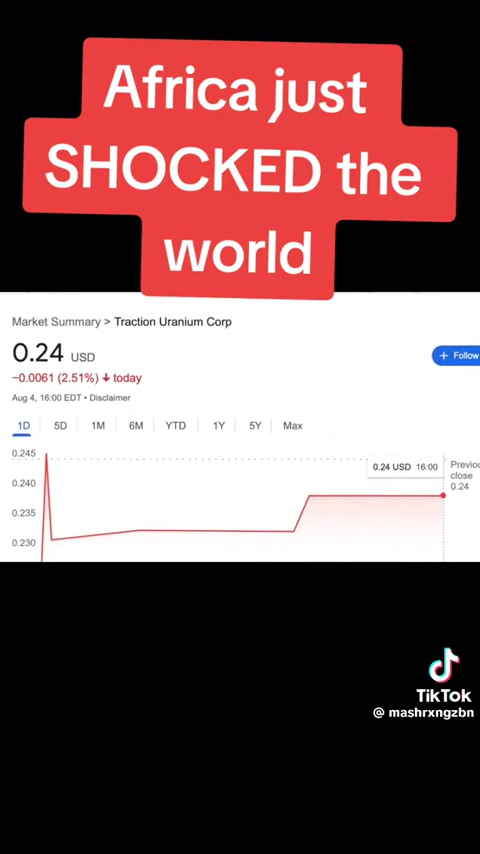 Africa just
SHOCKED the
world
Market Summary > Traction Uranium Corp
0.24 USD
+ Follow
−0.0061 (2.51%) ↓ today
Aug 4, 16:00 EDT • Disclaimer
1D 5D 1M 6M YTD 1Y 5Y Max
0.245
0.240
0.235
0.230
0.24 USD 16:00
Previou
close
0.24
TikTok
@ mashrxngzbn